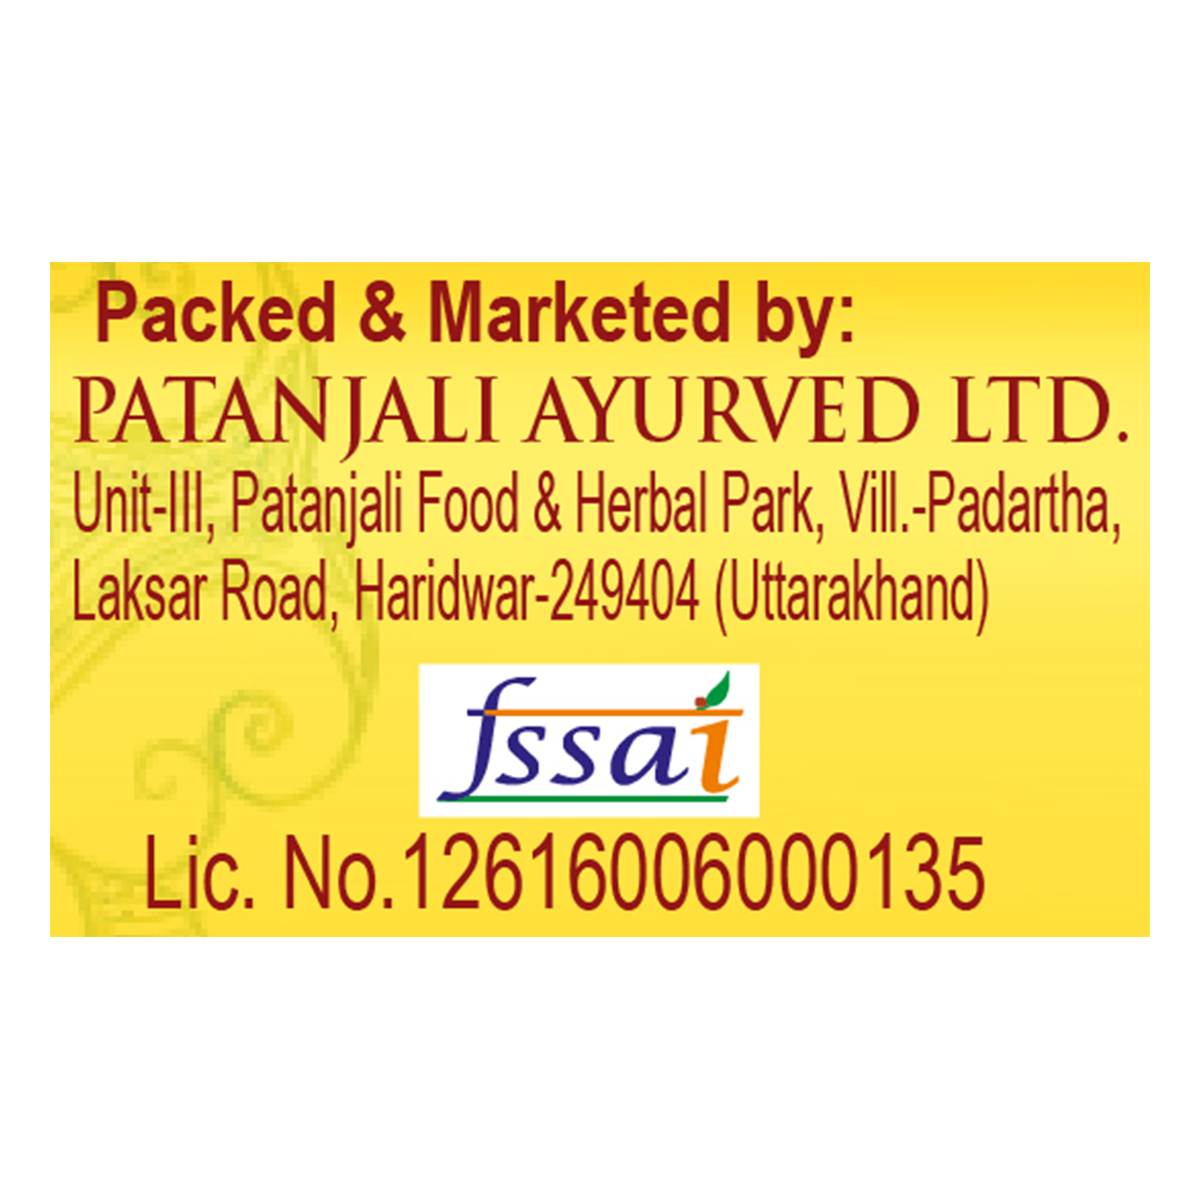 Packed & Marketed by:
PATANJALI AYURVED LTD.
Unit-III, Patanjali Food & Herbal Park, Vill.-Padartha,
Laksar Road, Haridwar-249404 (Uttarakhand)
fssai
Lic. No.12616006000135